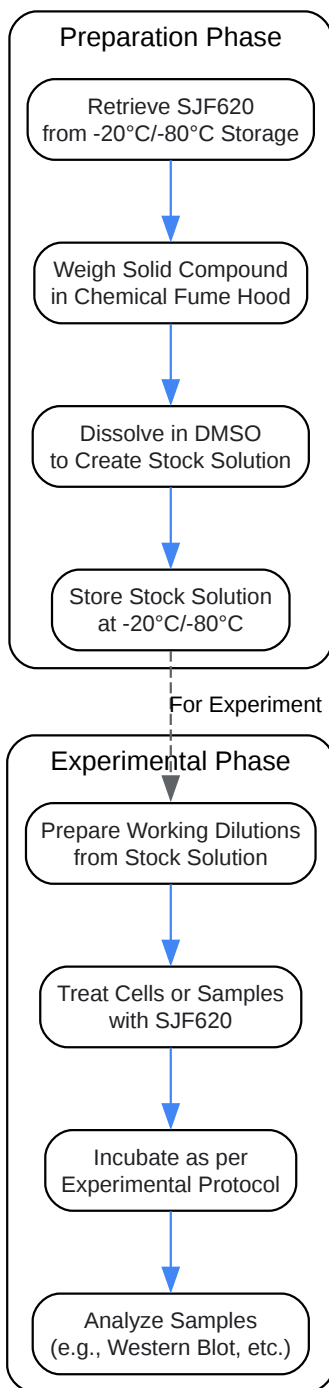 Preparation Phase
Retrieve SJF620
from -20°C/-80°C Storage
Weigh Solid Compound
in Chemical Fume Hood
Dissolve in DMSO
to Create Stock Solution
Store Stock Solution
at -20°C/-80°C
For Experiment
Experimental Phase
Prepare Working Dilutions
from Stock Solution
Treat Cells or Samples
with SJF620
Incubate as per
Experimental Protocol
Analyze Samples
(e.g., Western Blot, etc.)